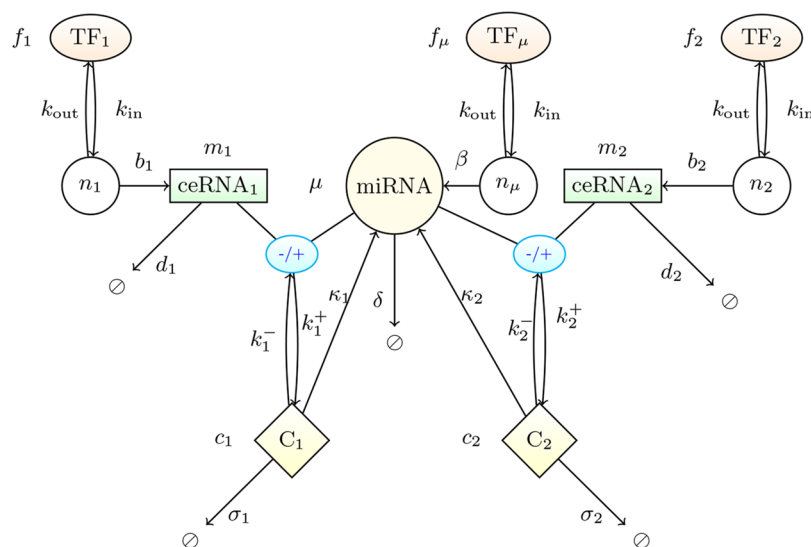 f₁ TF₁ f_μ TF_μ f₂ TF₂
k_out k_in k_out k_in k_out k_in
n₁ b₁ m₁ ceRNA₁ μ miRNA β n_μ m₂ ceRNA₂ b₂ n₂
d₁ -/+ -/+ d₂
⊘ κ₁ δ κ₂ ⊘
k₁⁻ k₁⁺ k₂⁻ k₂⁺
⊘
c₁ C₁ c₂ C₂
σ₁ σ₂
⊘ ⊘